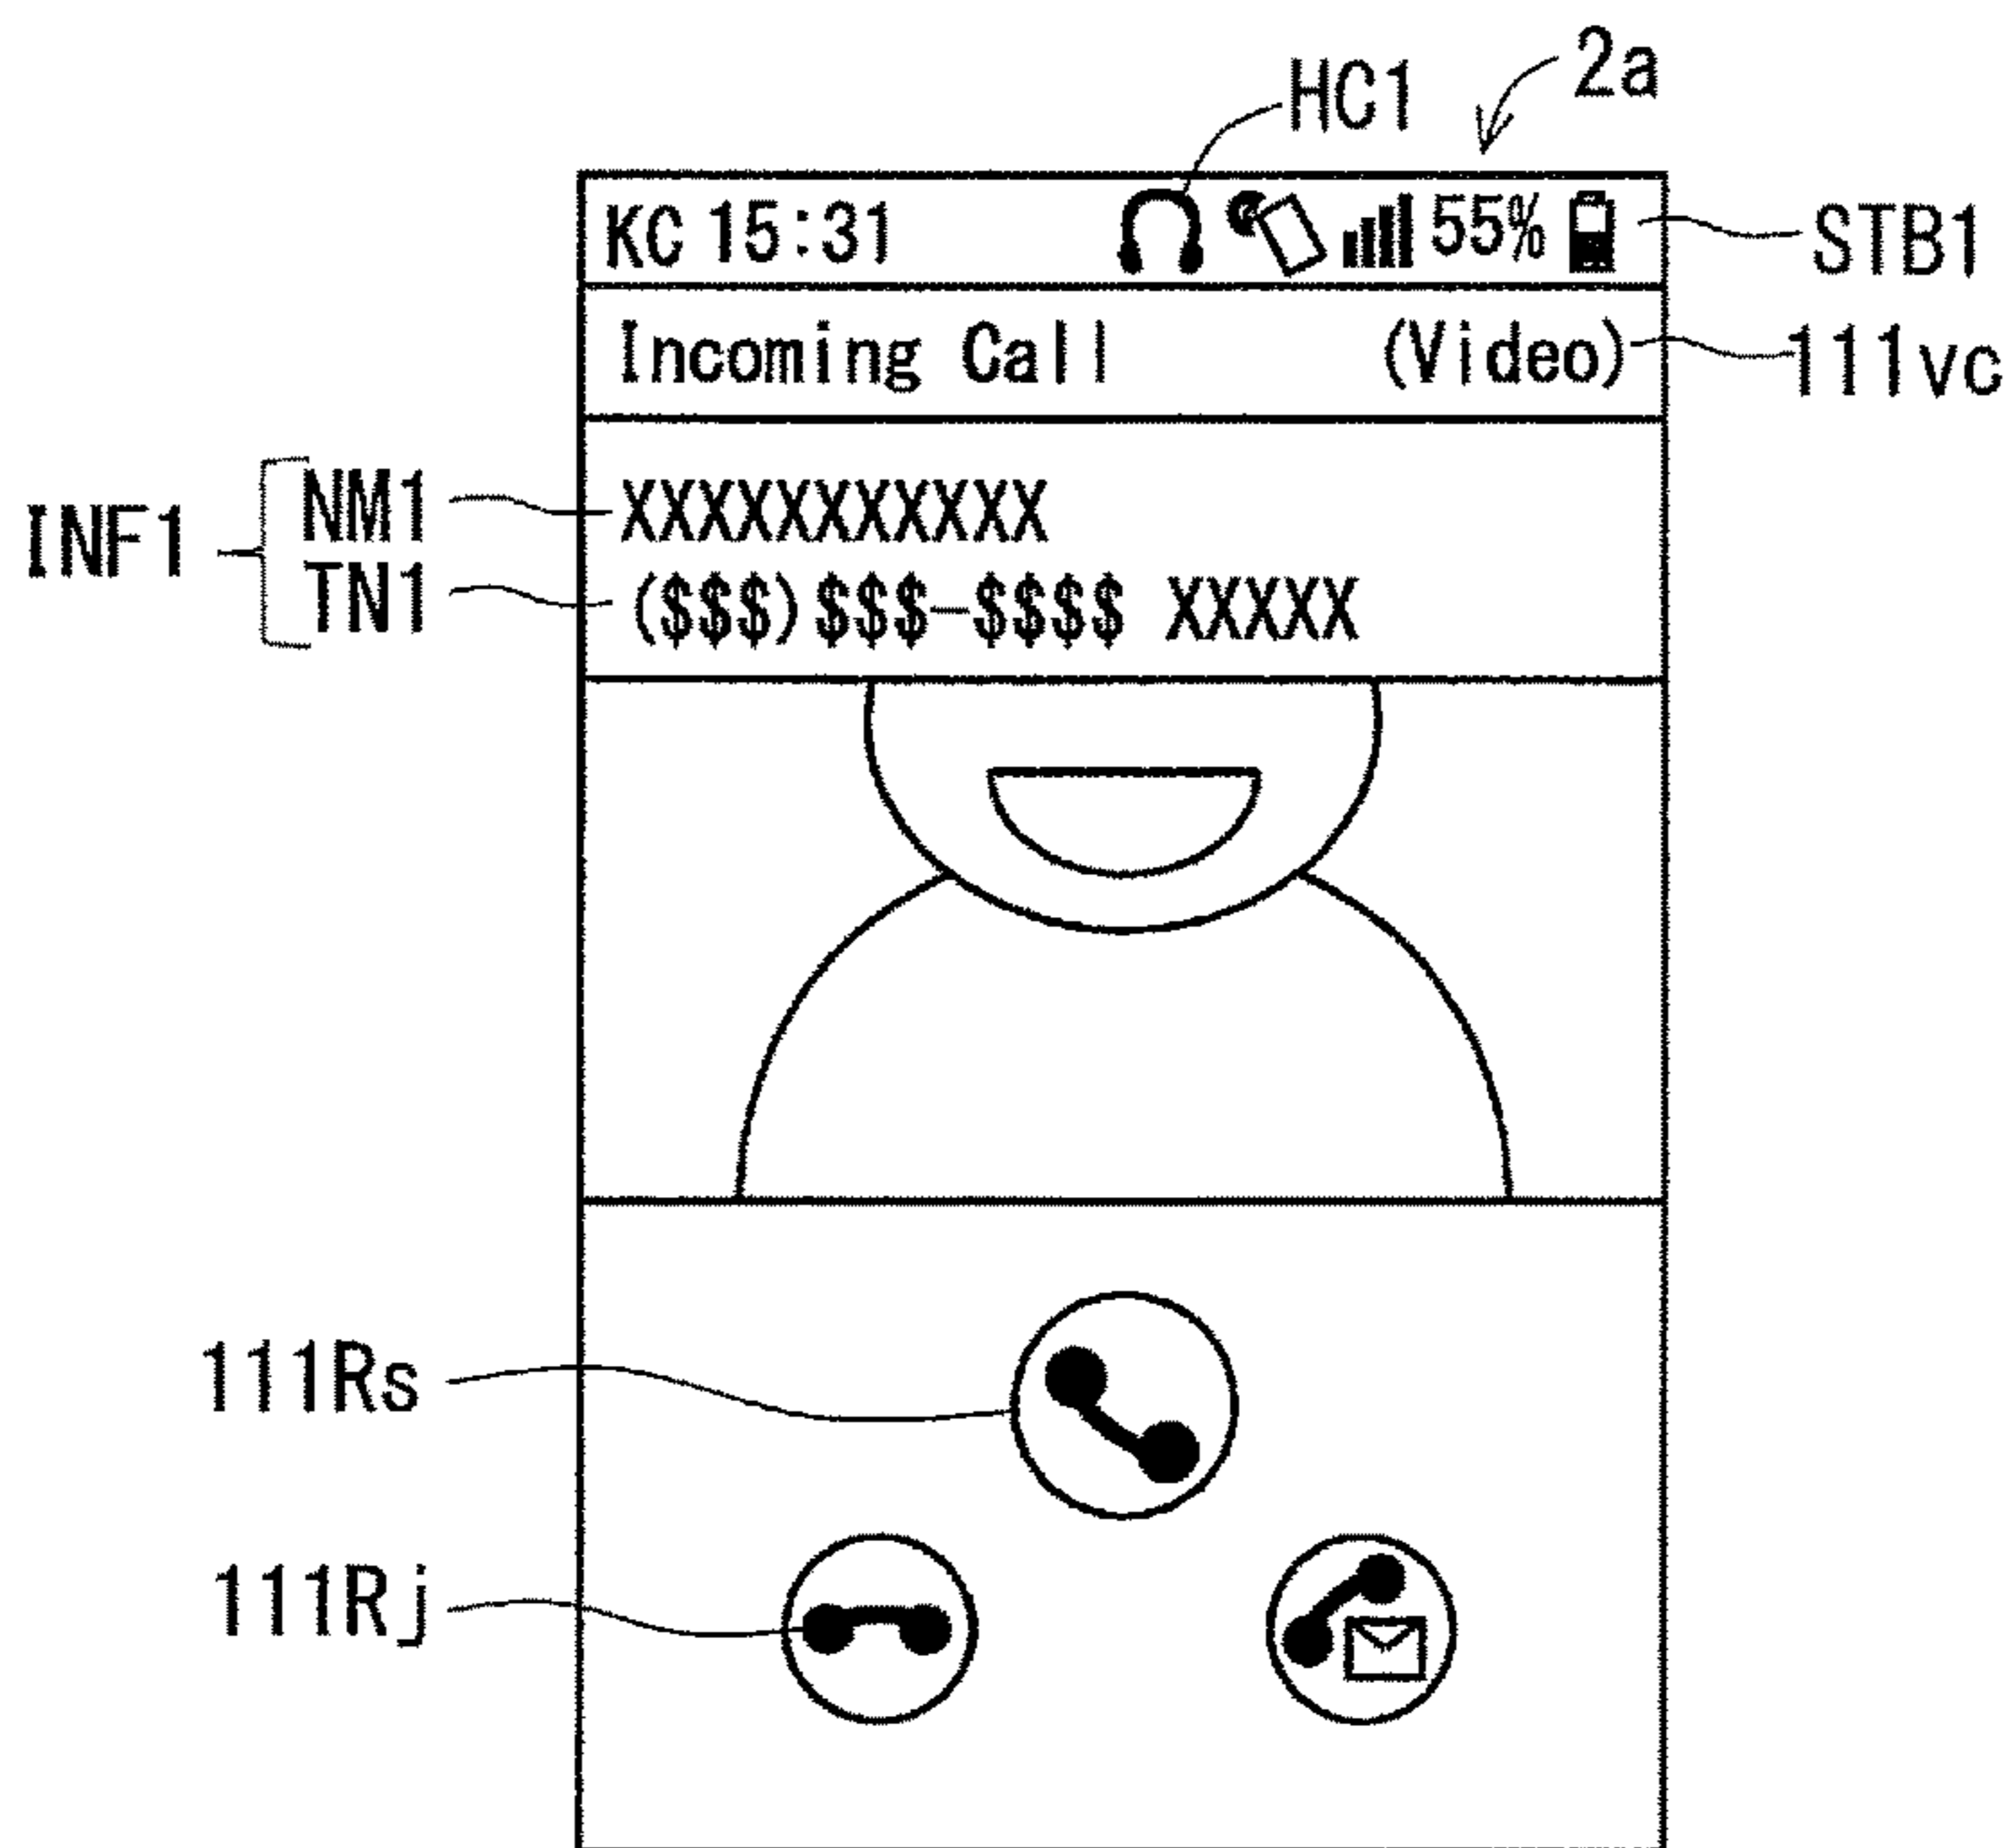 HC1 2a
KC 15:31 55% STB1
Incoming Call (Video) 111vc
NM1 XXXXXXXXXXX
INF1
TN1 ($$$)$$$-$$$$ XXXXX
111Rs
111Rj